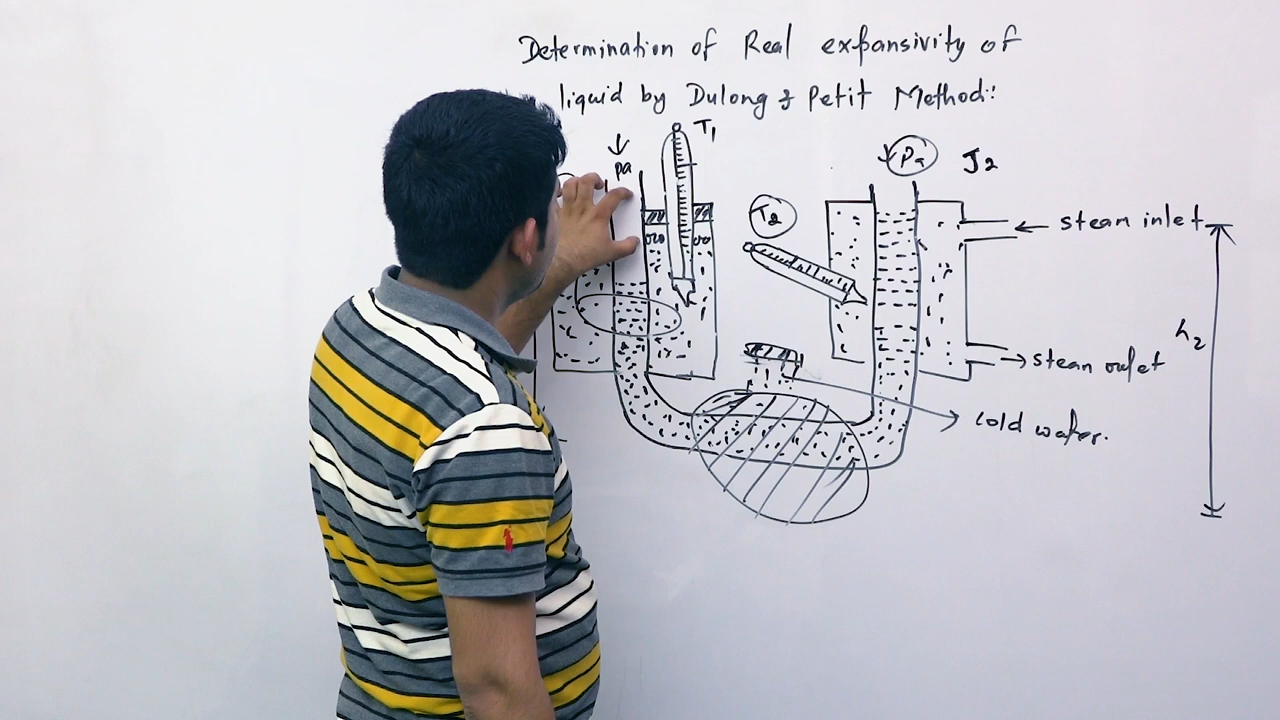 Determination of Real expansivity of
liquid by Dulong & Petit Method:
T1
Pa
Pa
J2
T2
steam inlet
h2
steam outlet
cold water.